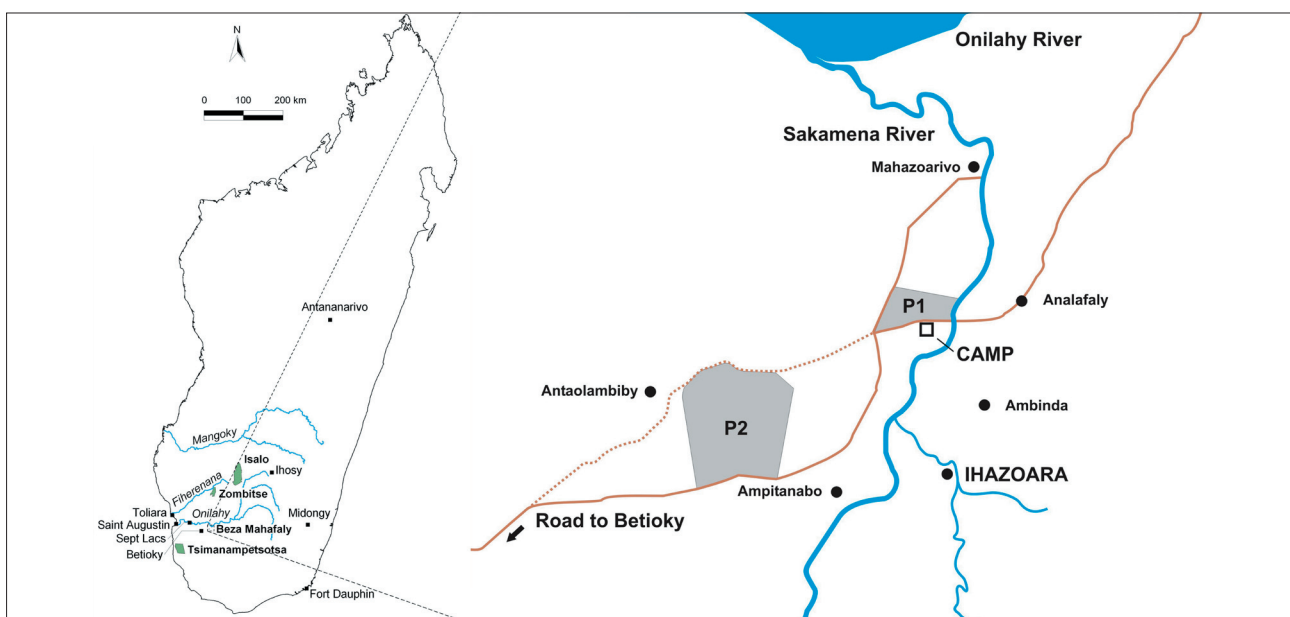 N
0 100 200 km
Antananarivo
Mangoky
Isalo
Ihosy
Fiherenana
Zombitse
Toliara
Onilahy
Midongy
Saint Augustin
Beza Mahafaly
Sept Lacs
Betioky
Tsimanampetsotsa
Fort Dauphin
Onilahy River
Sakamena River
Mahazoarivo
P1
Analafaly
CAMP
Antaolambiby
Ambinda
P2
IHAZOARA
Ampitanabo
Road to Betioky